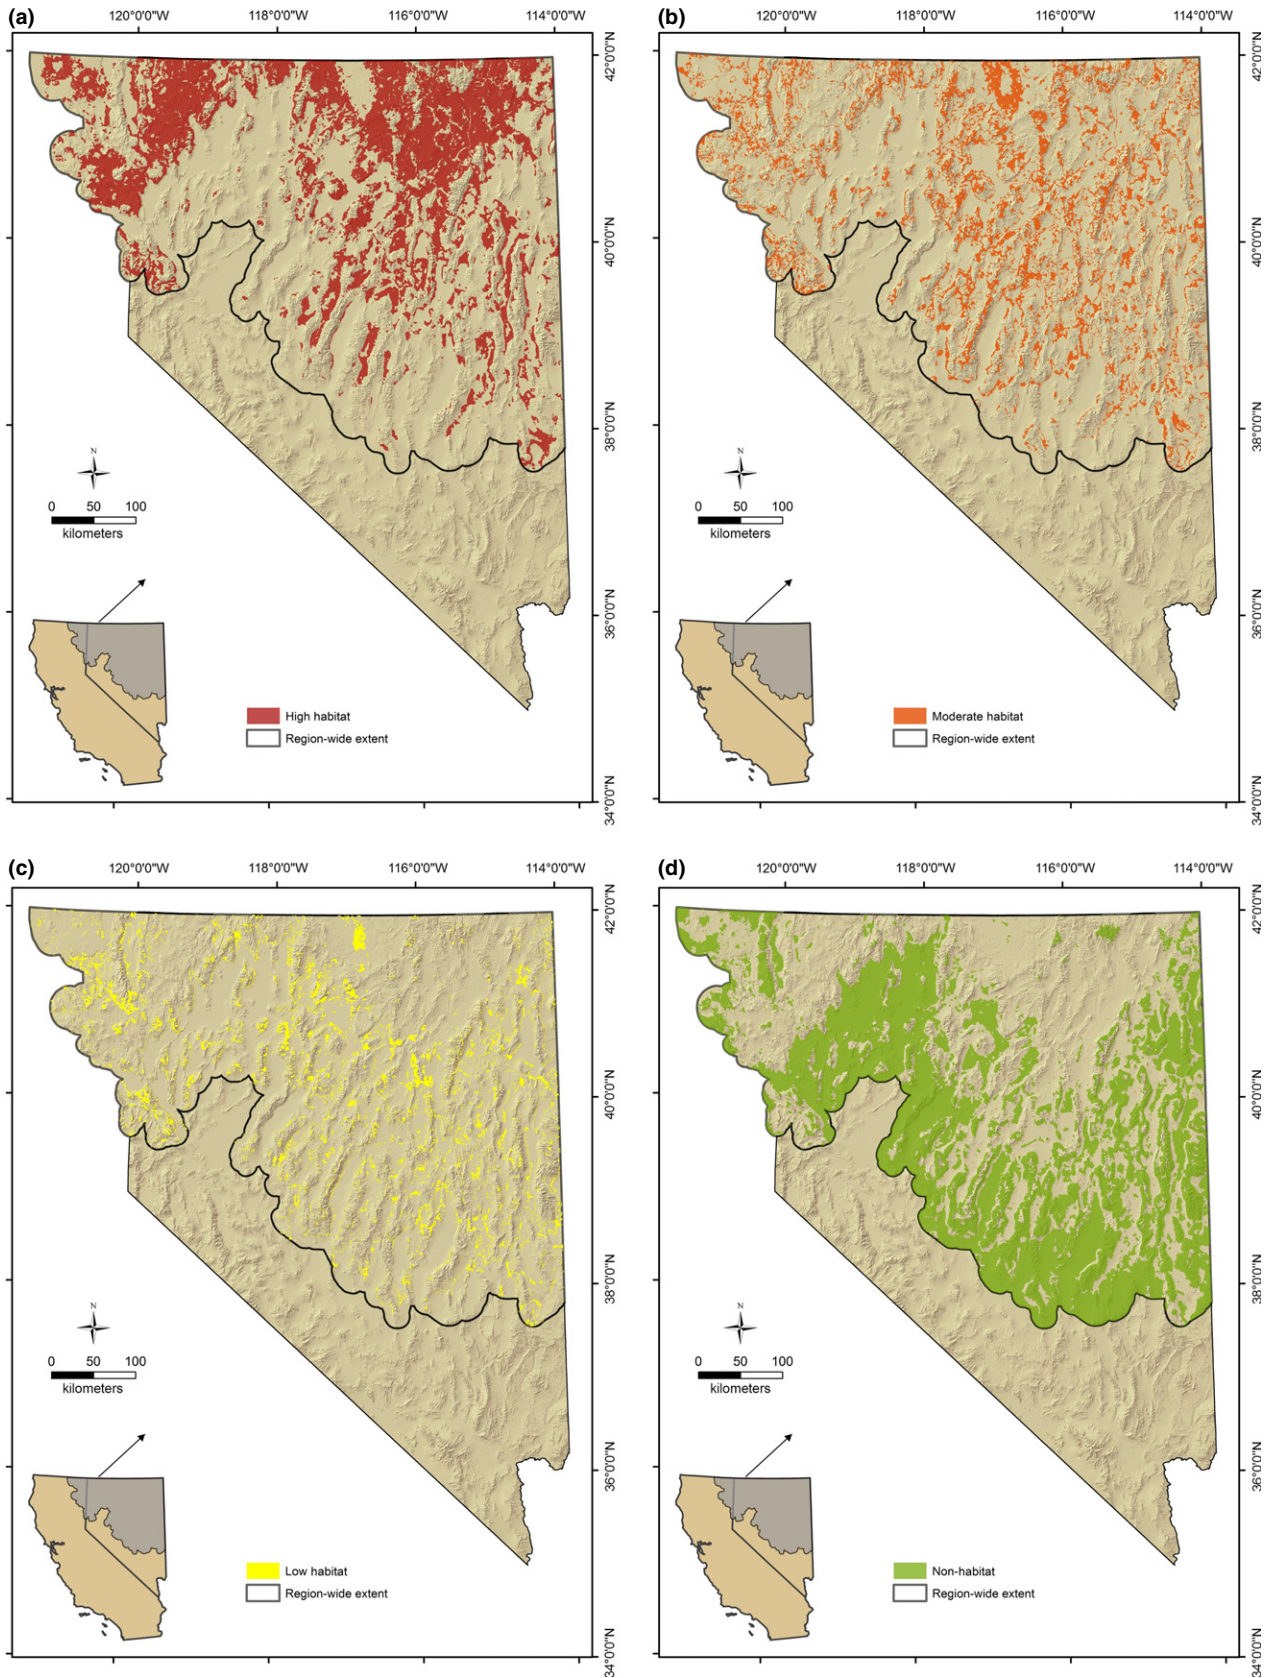 (a)
120°0'0"W 118°0'0"W 116°0'0"W 114°0'0"W
42°0'0"N
40°0'0"N
38°0'0"N
36°0'0"N
34°0'0"N
N
0 50 100
kilometers
High habitat
Region-wide extent
(b)
120°0'0"W 118°0'0"W 116°0'0"W 114°0'0"W
42°0'0"N
40°0'0"N
38°0'0"N
36°0'0"N
34°0'0"N
N
0 50 100
kilometers
Moderate habitat
Region-wide extent
(c)
120°0'0"W 118°0'0"W 116°0'0"W 114°0'0"W
42°0'0"N
40°0'0"N
38°0'0"N
36°0'0"N
34°0'0"N
N
0 50 100
kilometers
Low habitat
Region-wide extent
(d)
120°0'0"W 118°0'0"W 116°0'0"W 114°0'0"W
42°0'0"N
40°0'0"N
38°0'0"N
36°0'0"N
34°0'0"N
N
0 50 100
kilometers
Non-habitat
Region-wide extent